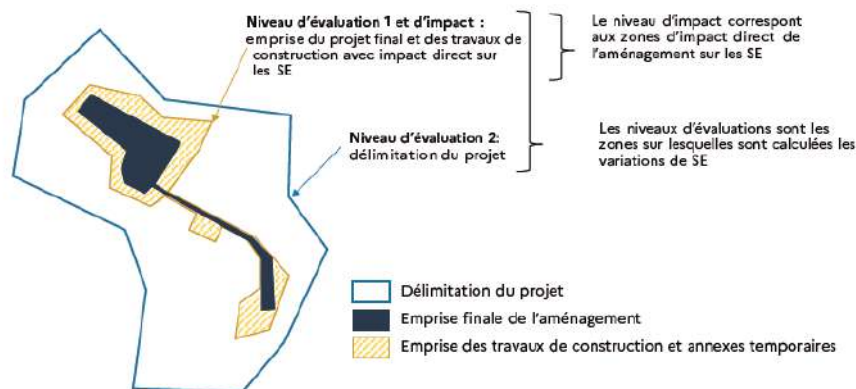 Niveau d'évaluation 1 et d'impact :
emprise du projet final et des travaux de
construction avec impact direct sur
les SE
Le niveau d'impact correspont
aux zones d'impact direct de
l'aménagement sur les SE
Niveau d'évaluation 2:
délimitation du projet
Les niveaux d'évaluations sont les
zones sur lesquelles sont calculées les
variations de SE
Délimitation du projet
Emprise finale de l'aménagement
Emprise des travaux de construction et annexes temporaires